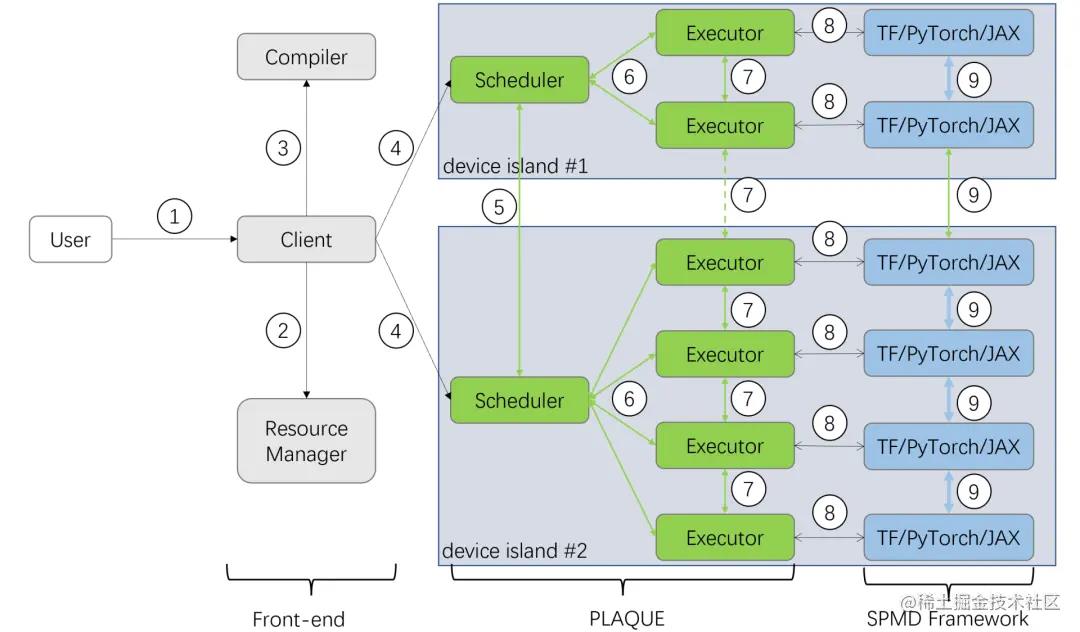 Compiler
③
User
①
Client
②
Resource
Manager
④
④
Scheduler
⑥
Executor
⑧
TF/PyTorch/JAX
⑦
⑨
Executor
⑧
TF/PyTorch/JAX
device island #1
⑤
⑦
⑨
Executor
⑧
TF/PyTorch/JAX
⑦
⑨
Executor
⑧
TF/PyTorch/JAX
Scheduler
⑥
⑦
⑨
Executor
⑧
TF/PyTorch/JAX
⑦
⑨
Executor
⑧
TF/PyTorch/JAX
device island #2
Front-end
PLAQUE
SPMD Framework
@稀土掘金技术社区